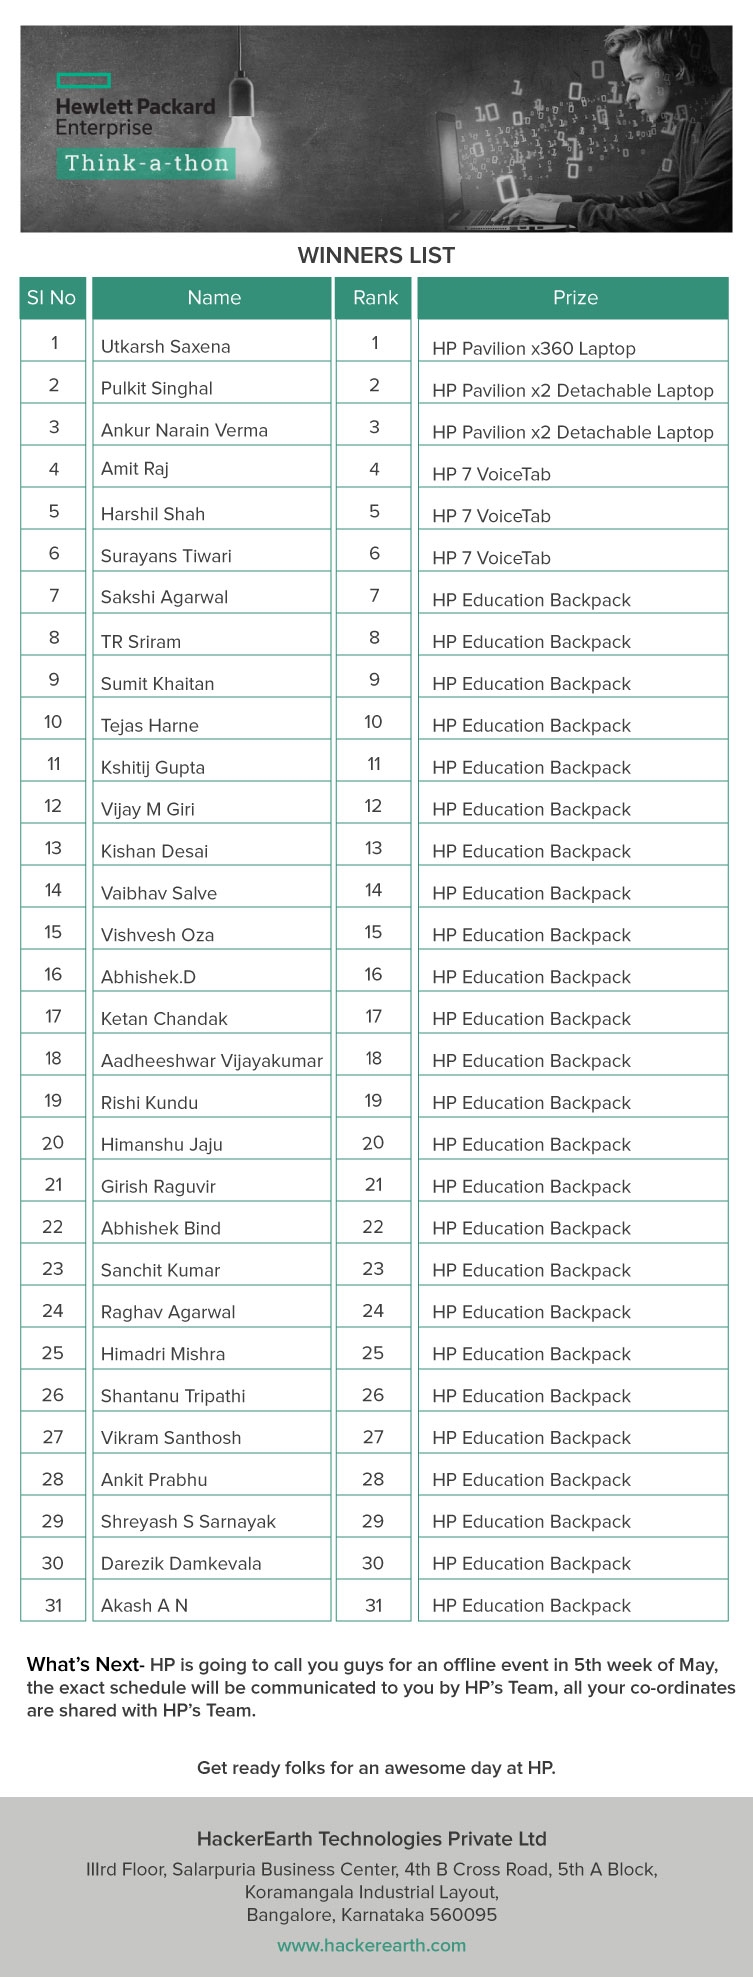 Hewlett Packard
Enterprise
Think-a-thon
WINNERS LIST
SI No Name Rank Prize
1 Utkarsh Saxena 1 HP Pavilion x360 Laptop
2 Pulkit Singhal 2 HP Pavilion x2 Detachable Laptop
3 Ankur Narain Verma 3 HP Pavilion x2 Detachable Laptop
4 Amit Raj 4 HP 7 VoiceTab
5 Harshil Shah 5 HP 7 VoiceTab
6 Surayans Tiwari 6 HP 7 VoiceTab
7 Sakshi Agarwal 7 HP Education Backpack
8 TR Sriram 8 HP Education Backpack
9 Sumit Khaitan 9 HP Education Backpack
10 Tejas Harne 10 HP Education Backpack
11 Kshitij Gupta 11 HP Education Backpack
12 Vijay M Giri 12 HP Education Backpack
13 Kishan Desai 13 HP Education Backpack
14 Vaibhav Salve 14 HP Education Backpack
15 Vishvesh Oza 15 HP Education Backpack
16 Abhishek.D 16 HP Education Backpack
17 Ketan Chandak 17 HP Education Backpack
18 Aadheeshwar Vijayakumar 18 HP Education Backpack
19 Rishi Kundu 19 HP Education Backpack
20 Himanshu Jaju 20 HP Education Backpack
21 Girish Raguvir 21 HP Education Backpack
22 Abhishek Bind 22 HP Education Backpack
23 Sanchit Kumar 23 HP Education Backpack
24 Raghav Agarwal 24 HP Education Backpack
25 Himadri Mishra 25 HP Education Backpack
26 Shantanu Tripathi 26 HP Education Backpack
27 Vikram Santhosh 27 HP Education Backpack
28 Ankit Prabhu 28 HP Education Backpack
29 Shreyash S Sarnayak 29 HP Education Backpack
30 Darezik Damkevala 30 HP Education Backpack
31 Akash A N 31 HP Education Backpack
What's Next- HP is going to call you guys for an offline event in 5th week of May,
the exact schedule will be communicated to you by HP's Team, all your co-ordinates
are shared with HP's Team.
Get ready folks for an awesome day at HP.
HackerEarth Technologies Private Ltd
IIIrd Floor, Salarpuria Business Center, 4th B Cross Road, 5th A Block,
Koramangala Industrial Layout,
Bangalore, Karnataka 560095
www.hackerearth.com